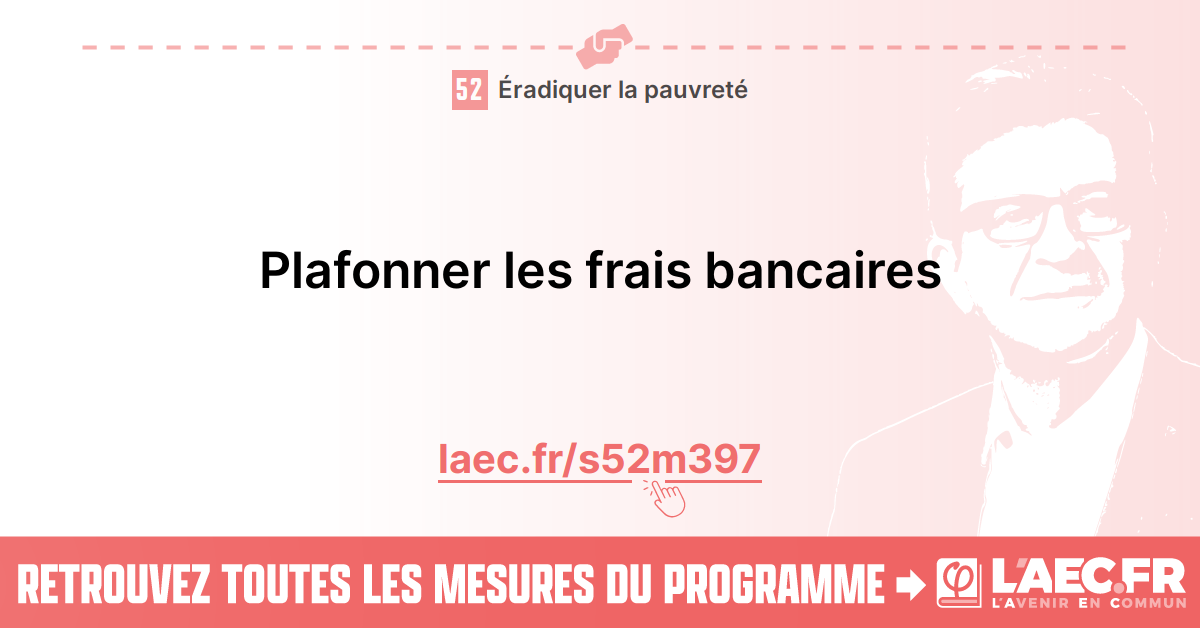 52 Éradiquer la pauvreté
Plafonner les frais bancaires
laec.fr/s52m397
RETROUVEZ TOUTES LES MESURES DU PROGRAMME
φ L'AEC.FR
L'AVENIR EN COMMUN